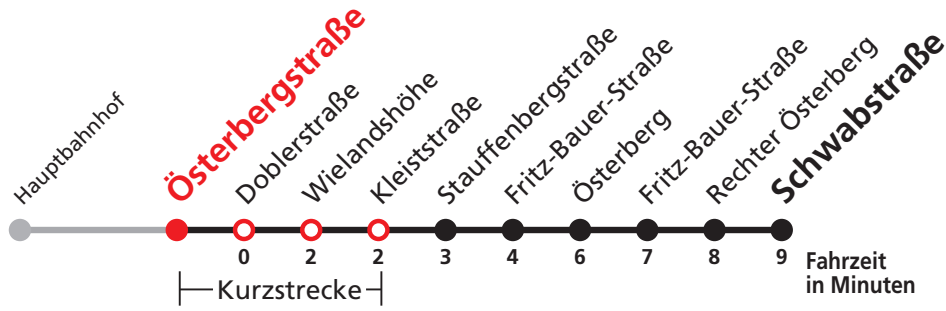 Hauptbahnhof
Österbergstraße
Doblerstraße
Wielandshöhe
Kleiststraße
Stauffenbergstraße
Fritz-Bauer-Straße
Österberg
Fritz-Bauer-Straße
Rechter Österberg
Schwabstraße
0 2 2 3 4 6 7 8 9
Fahrzeit
in Minuten
Kurzstrecke